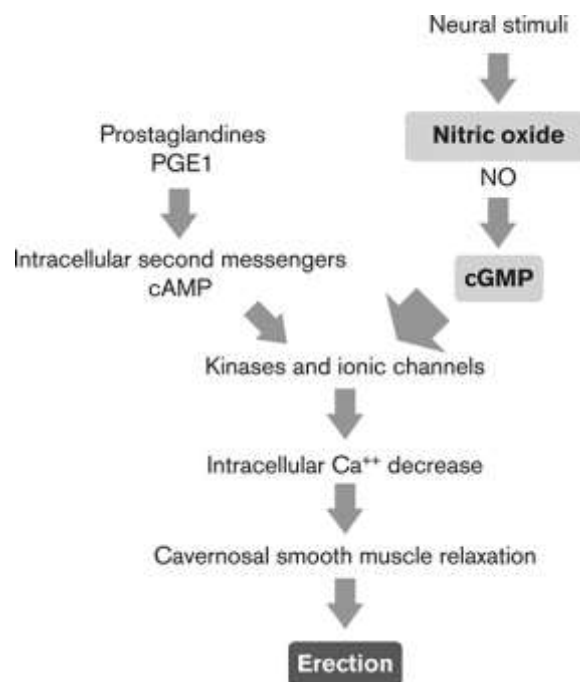 Neural stimuli
Nitric oxide
NO
cGMP
Prostaglandines
PGE1
Intracellular second messengers
cAMP
Kinases and ionic channels
Intracellular Ca⁺⁺ decrease
Cavernosal smooth muscle relaxation
Erection